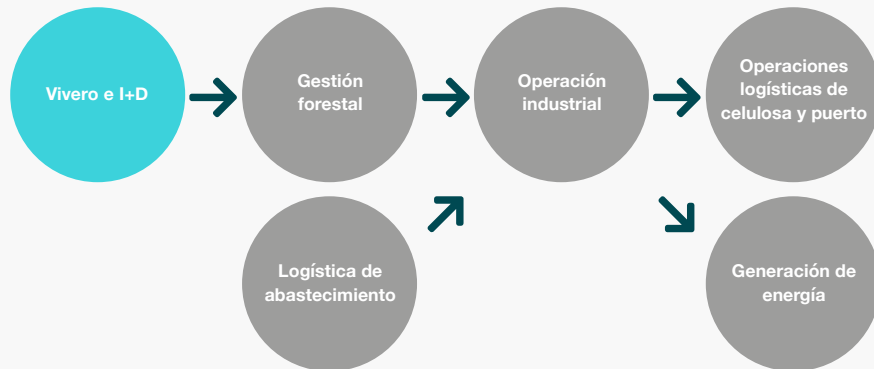 Vivero e I+D
Gestión
forestal
Operación
industrial
Operaciones
logísticas de
celulosa y puerto
Logística de
abastecimiento
Generación de
energía